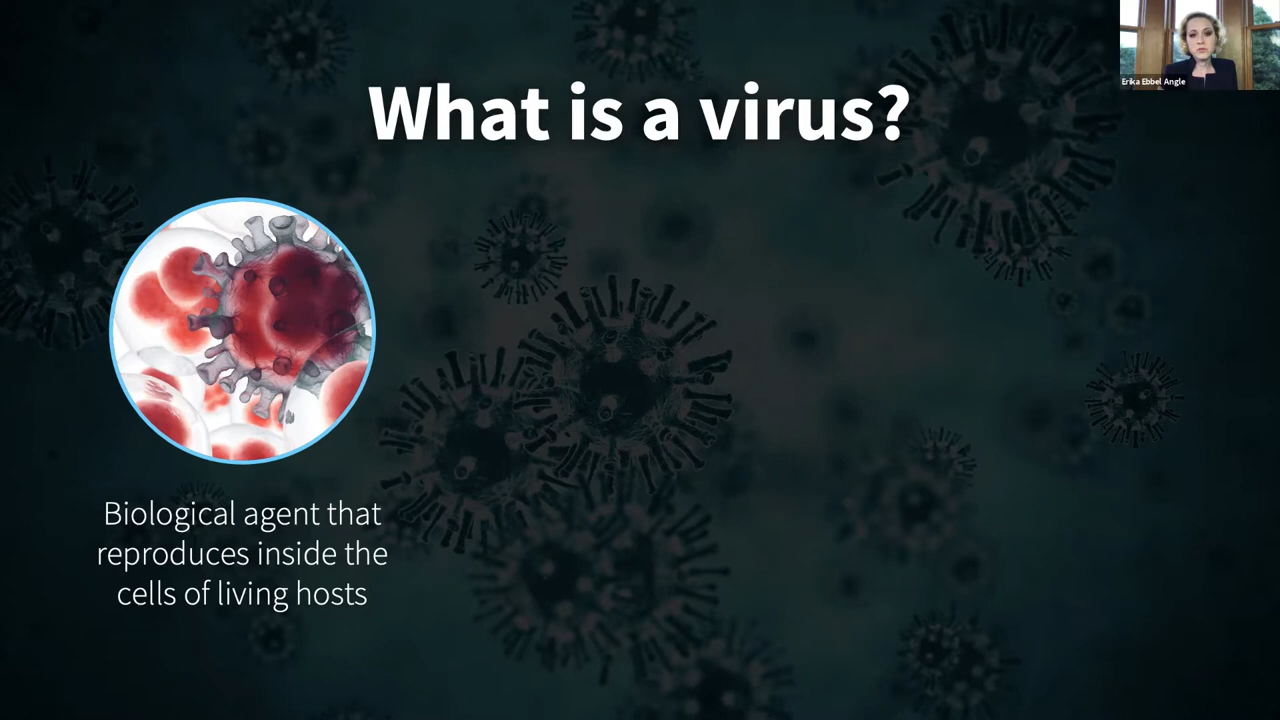 What is a virus?
Erika Ebbel Angle
Biological agent that
reproduces inside the
cells of living hosts